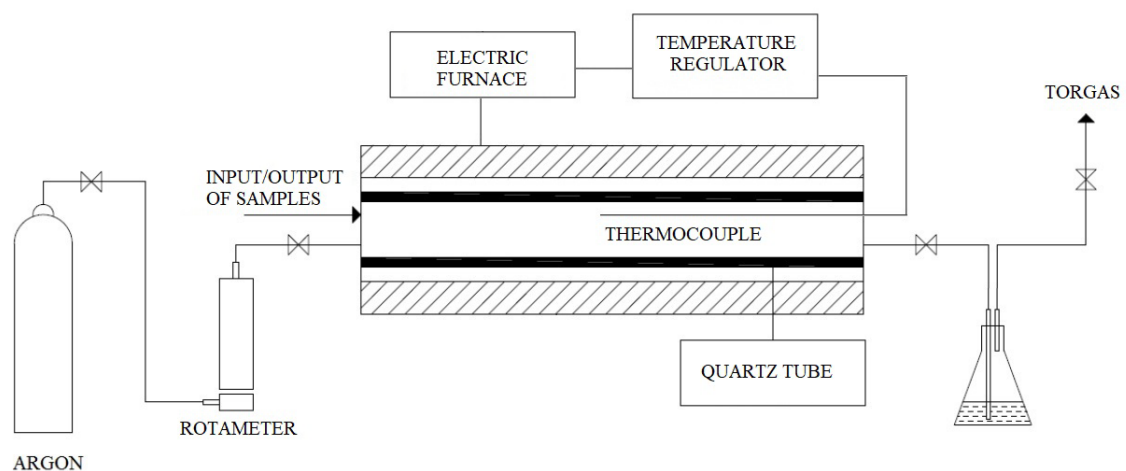 ELECTRIC
FURNACE
TEMPERATURE
REGULATOR
TORGAS
INPUT/OUTPUT
OF SAMPLES
THERMOCOUPLE
QUARTZ TUBE
ROTAMETER
ARGON